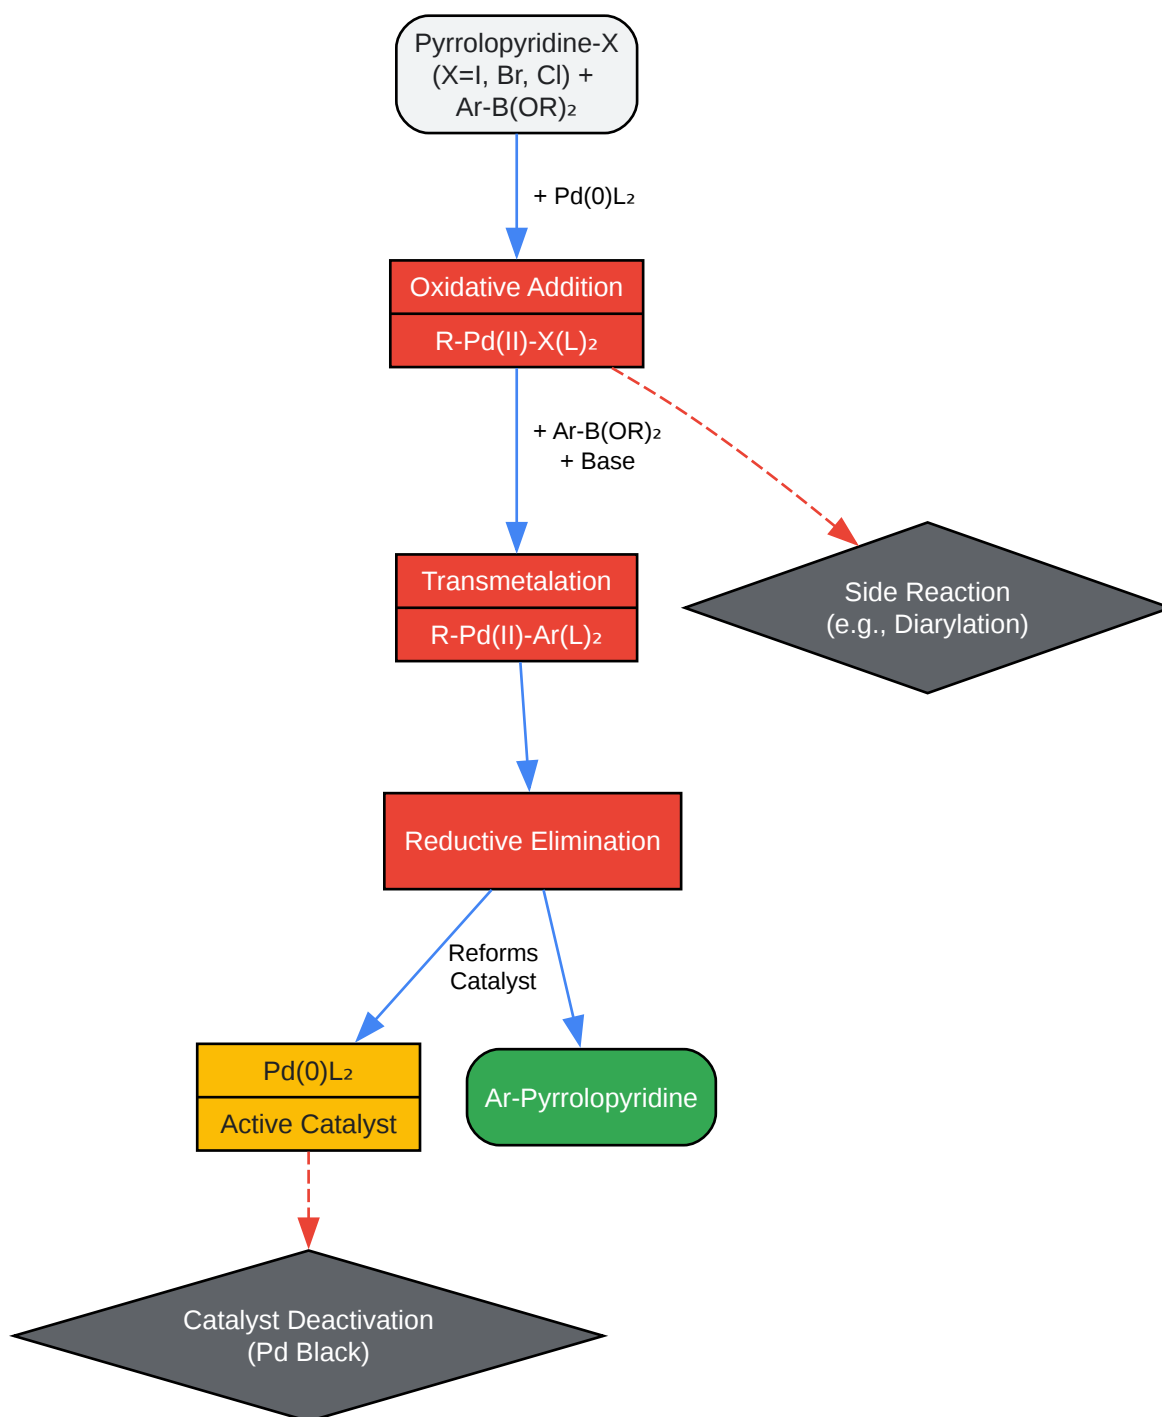 Pyrrolopyridine-X
(X=I, Br, Cl) +
Ar-B(OR)₂
+ Pd(0)L₂
Oxidative Addition
R-Pd(II)-X(L)₂
+ Ar-B(OR)₂
+ Base
Transmetalation
R-Pd(II)-Ar(L)₂
Side Reaction
(e.g., Diarylation)
Reductive Elimination
Reforms
Catalyst
Pd(0)L₂
Active Catalyst
Ar-Pyrrolopyridine
Catalyst Deactivation
(Pd Black)